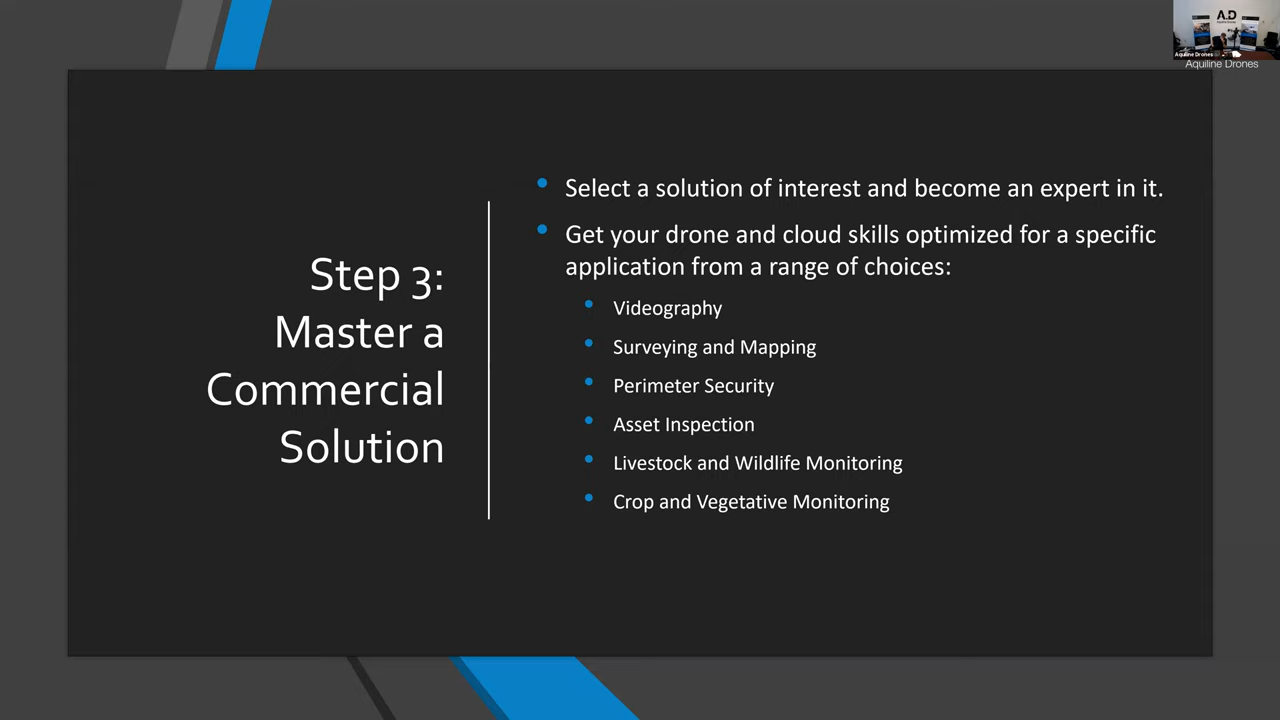 A.D
Aquiline Drones
Aquiline Drones
Step 3:
Master a
Commercial
Solution
Select a solution of interest and become an expert in it.
Get your drone and cloud skills optimized for a specific
application from a range of choices:
Videography
Surveying and Mapping
Perimeter Security
Asset Inspection
Livestock and Wildlife Monitoring
Crop and Vegetative Monitoring